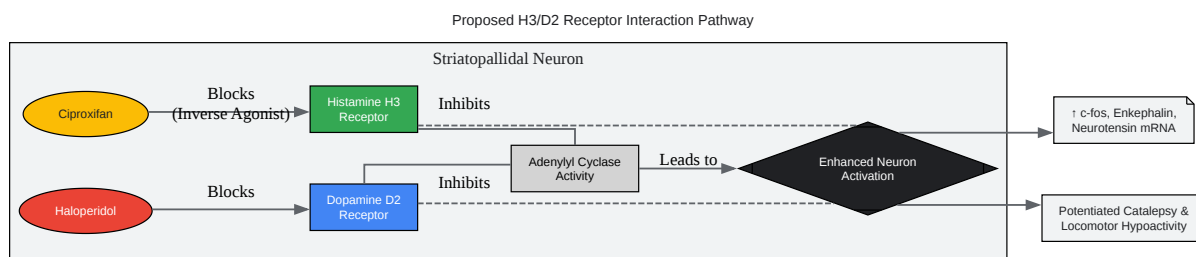 Proposed H3/D2 Receptor Interaction Pathway
Striatopallidal Neuron
Ciproxifan
Blocks
(Inverse Agonist)
Histamine H3
Receptor
Inhibits
↑ c-fos, Enkephalin,
Neurotensin mRNA
Adenylyl Cyclase
Activity
Leads to
Enhanced Neuron
Activation
Haloperidol
Blocks
Dopamine D2
Receptor
Inhibits
Potentiated Catalepsy &
Locomotor Hypoactivity